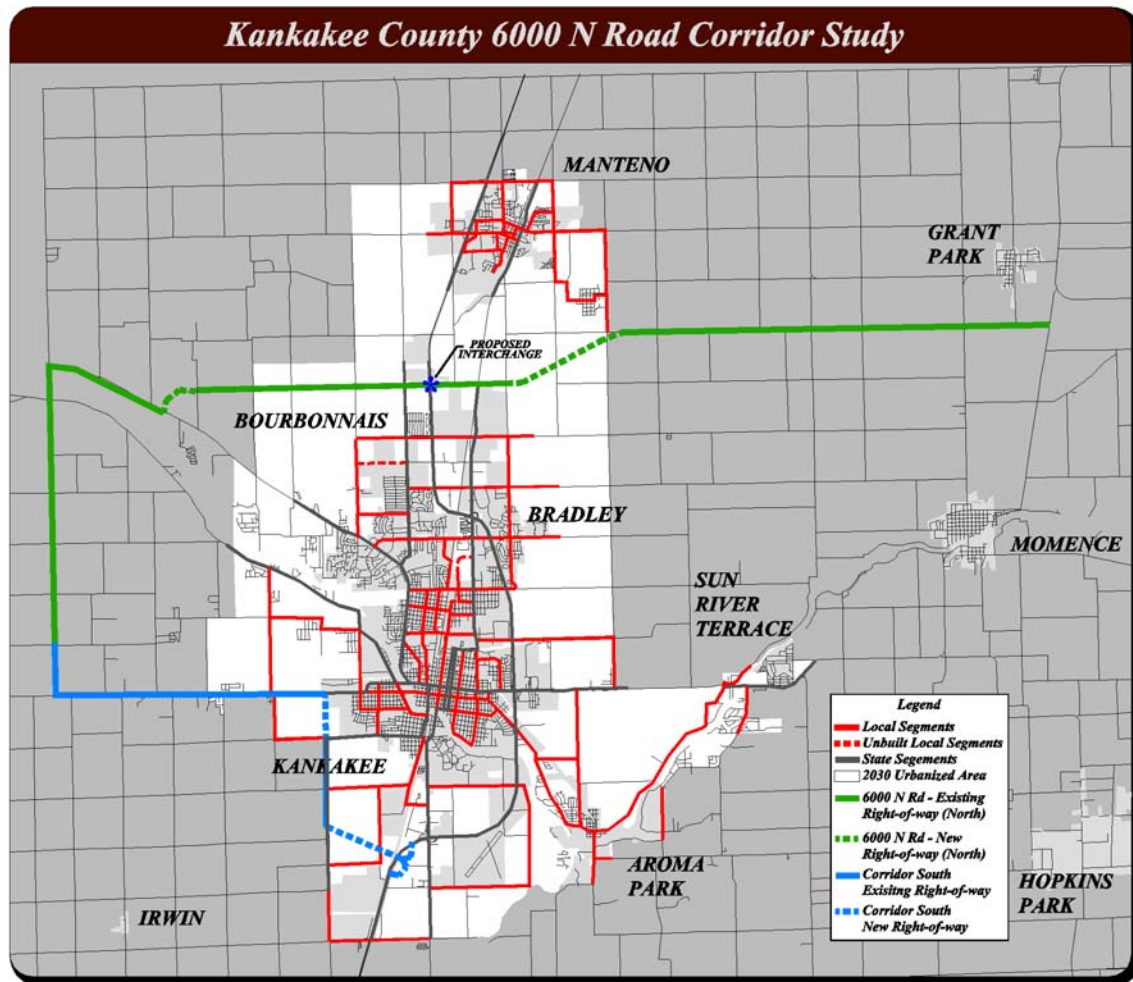 Kankakee County 6000 N Road Corridor Study
MANTENO
GRANT
PARK
PROPOSED
INTERCHANGE
BOURBONNAIS
BRADLEY
MOMENCE
SUN
RIVER
TERRACE
KANKAKEE
AROMA
PARK
HOPKINS
PARK
IRWIN
Legend
Local Segments
Unbuilt Local Segments
State Segements
2030 Urbanized Area
6000 N Rd - Existing
Right-of-way (North)
6000 N Rd - New
Right-of-way (North)
Corridor South
Exisitng Right-of-way
Corridor South
New Right-of-way